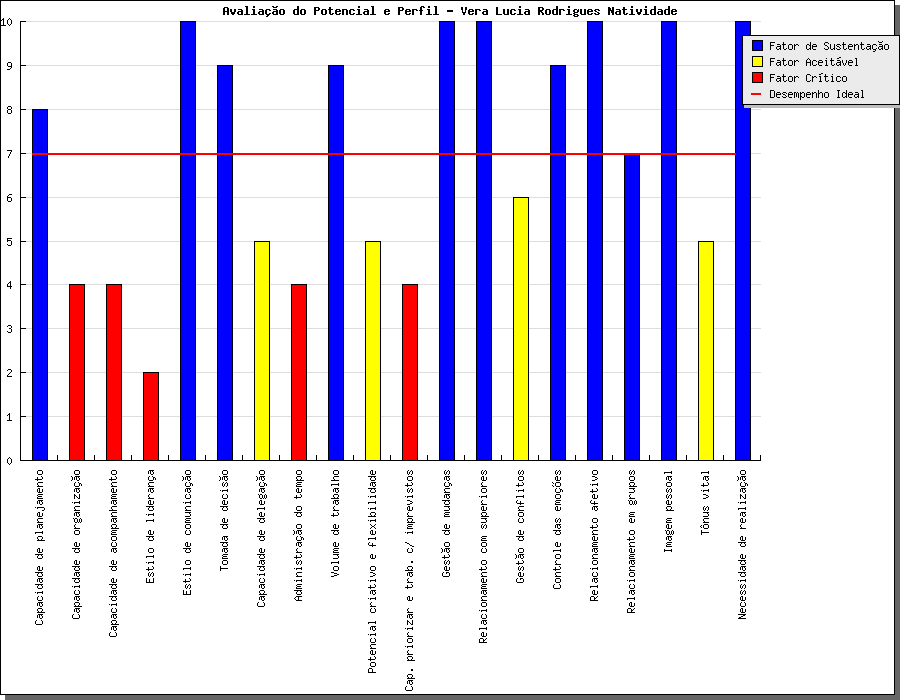 Avaliação do Potencial e Perfil - Vera Lucia Rodrigues Natividade
Fator de Sustentação
Fator Aceitável
Fator Crítico
Desempenho Ideal
10
9
8
7
6
5
4
3
2
1
0
Capacidade de planejamento
Capacidade de organização
Capacidade de acompanhamento
Estilo de liderança
Estilo de comunicação
Tomada de decisão
Capacidade de delegação
Administração do tempo
Volume de trabalho
Potencial criativo e flexibilidade
Cap. priorizar e trab. c/ imprevistos
Gestão de mudanças
Relacionamento com superiores
Gestão de conflitos
Controle das emoções
Relacionamento afetivo
Relacionamento em grupos
Imagem pessoal
Tônus vital
Necessidade de realização